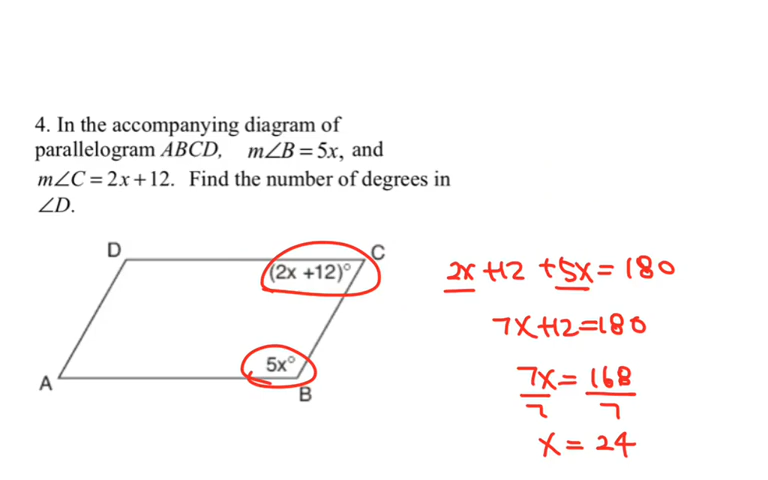 4. In the accompanying diagram of
parallelogram ABCD, m∠B = 5x, and
m∠C = 2x + 12. Find the number of degrees in
∠D.
D
C
(2x +12)°
5x°
A
B
2x +12 +5x = 180
7x+12=180
7x = 168
7 7
x = 24